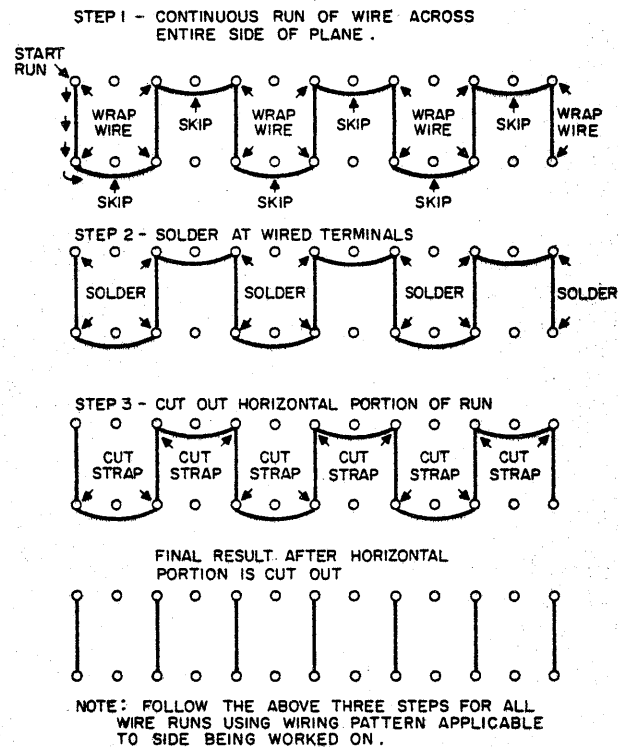 STEP 1 - CONTINUOUS RUN OF WIRE ACROSS
ENTIRE SIDE OF PLANE.
START
RUN
WRAP
WIRE
SKIP
WRAP
WIRE
SKIP
WRAP
WIRE
SKIP
WRAP
WIRE
SKIP
SKIP
SKIP
STEP 2 - SOLDER AT WIRED TERMINALS
SOLDER
SOLDER
SOLDER
SOLDER
STEP 3 - CUT OUT HORIZONTAL PORTION OF RUN
CUT
STRAP
CUT
STRAP
CUT
STRAP
CUT
STRAP
CUT
STRAP
CUT
STRAP
FINAL RESULT AFTER HORIZONTAL
PORTION IS CUT OUT
NOTE: FOLLOW THE ABOVE THREE STEPS FOR ALL
WIRE RUNS USING WIRING PATTERN APPLICABLE
TO SIDE BEING WORKED ON.